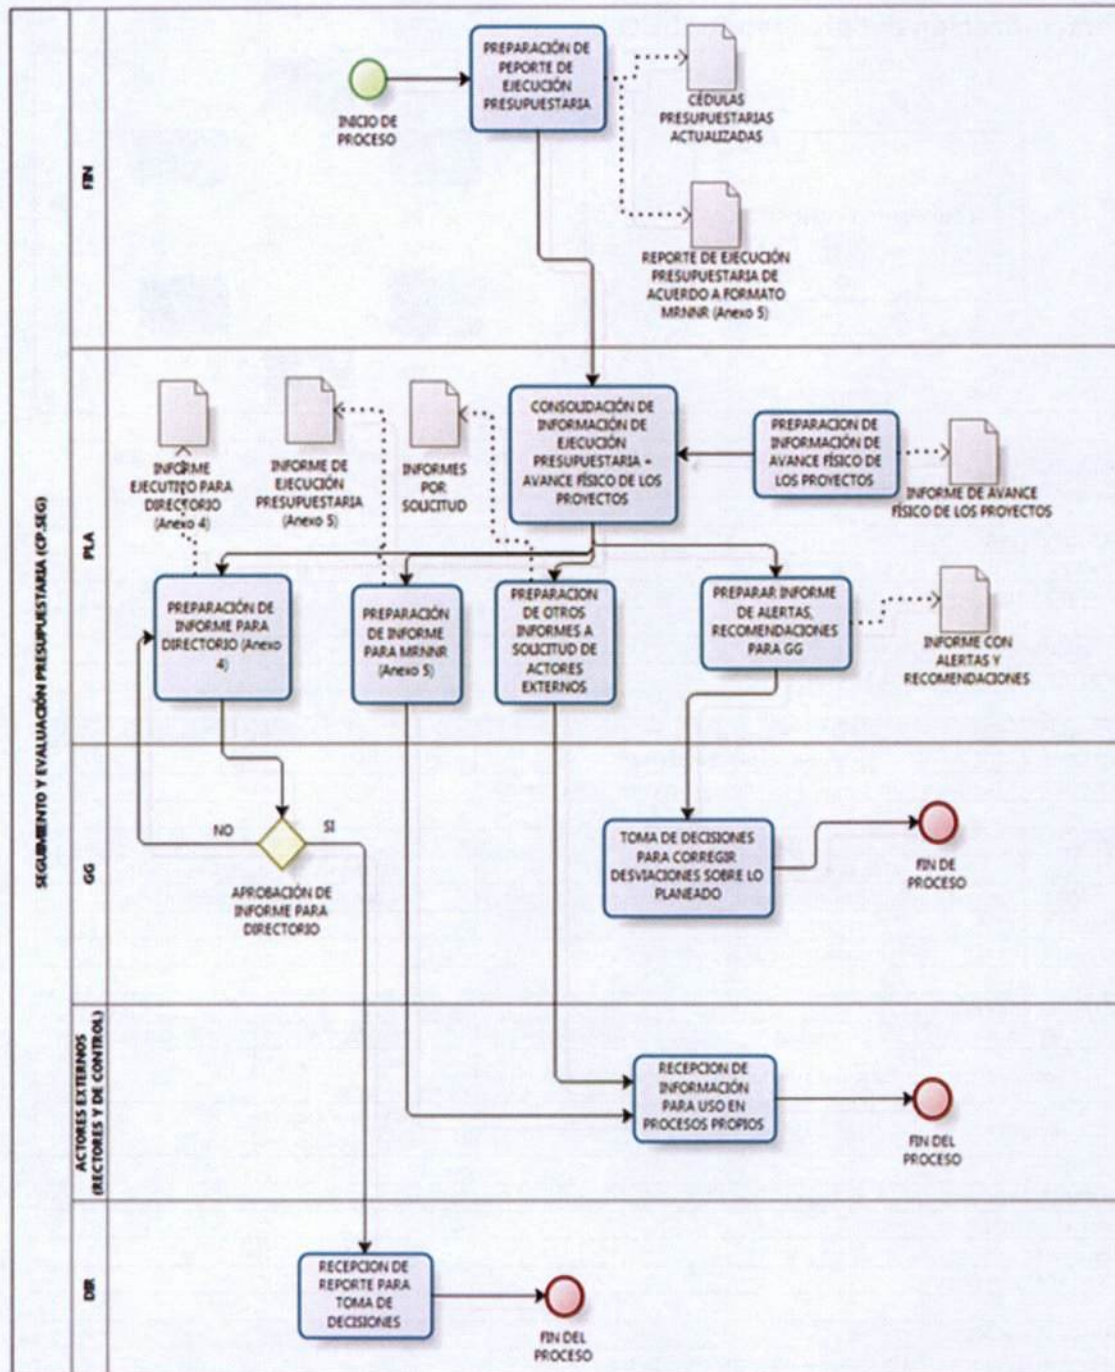 SEGUIMIENTO Y EVALUACIÓN PRESUPUESTARIA (CP.SEG)
FIN
INICIO DE
PROCESO
PREPARACIÓN DE
PEPORTE DE
EJECUCIÓN
PRESUPUESTARIA
CÉDULAS
PRESUPUESTARIAS
ACTUALIZADAS
REPORTE DE EJECUCIÓN
PRESUPUESTARIA DE
ACUERDO A FORMATO
MRNNR (Anexo 5)
PLA
INFORME
EJECUTIVO PARA
DIRECTORIO
(Anexo 4)
INFORME DE
EJECUCIÓN
PRESUPUESTARIA
(Anexo 5)
INFORMES
POR
SOLICITUD
CONSOLIDACIÓN DE
INFORMACIÓN DE
EJECUCIÓN
PRESUPUESTARIA +
AVANCE FÍSICO DE LOS
PROYECTOS
PREPARACION DE
INFORMACIÓN DE
AVANCE FÍSICO DE
LOS PROYECTOS
INFORME DE AVANCE
FÍSICO DE LOS PROYECTOS
PREPARACIÓN DE
INFORME PARA
DIRECTORIO (Anexo
4)
PREPARACIÓN
DE INFORME
PARA MRNNR
(Anexo 5)
PREPARACION
DE OTROS
INFORMES A
SOLICITUD DE
ACTORES
EXTERNOS
PREPARAR INFORME
DE ALERTAS,
RECOMENDACIONES
PARA GG
INFORME CON
ALERTAS Y
RECOMENDACIONES
GG
NO
SI
APROBACIÓN DE
INFORME PARA
DIRECTORIO
TOMA DE DECISIONES
PARA CORREGIR
DESVIACIONES SOBRE LO
PLANEADO
FIN DE
PROCESO
ACTORES EXTERNOS
(RECTORES Y DE CONTROL)
RECEPCION DE
INFORMACIÓN
PARA USO EN
PROCESOS PROPIOS
FIN DEL
PROCESO
DIR
RECEPCION DE
REPORTE PARA
TOMA DE
DECISIONES
FIN DEL
PROCESO